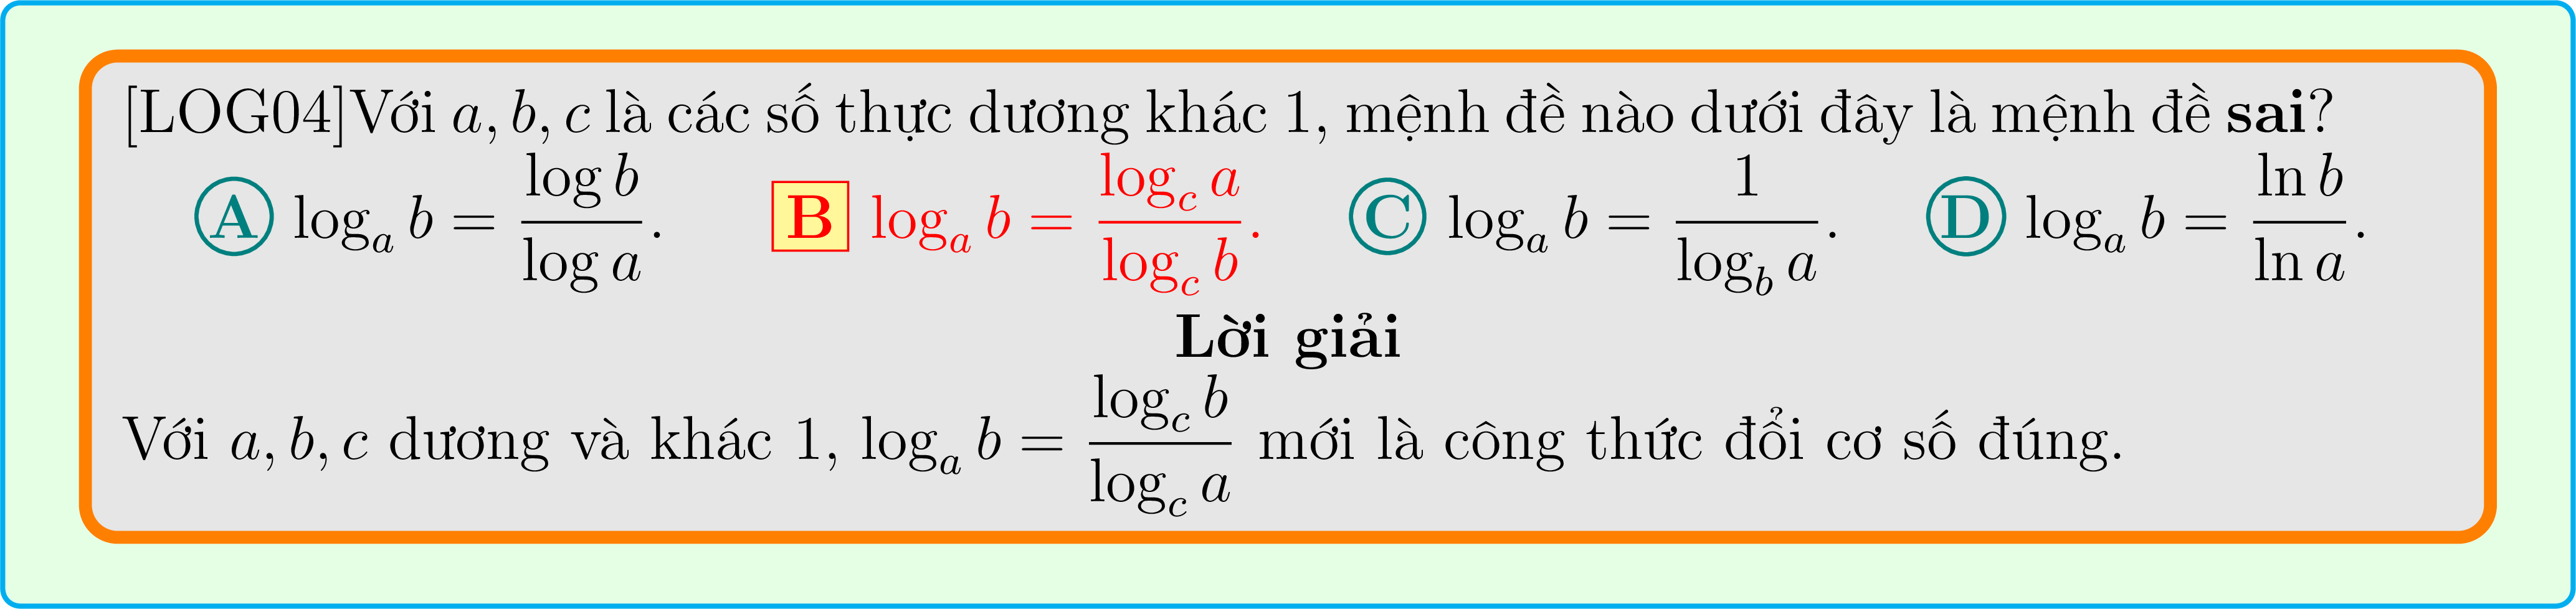 [LOG04]Với a, b, c là các số thực dương khác 1, mệnh đề nào dưới đây là mệnh đề sai?
A log_a b = \frac{log b}{log a}. B log_a b = \frac{log_c a}{log_c b}. C log_a b = \frac{1}{log_b a}. D log_a b = \frac{ln b}{ln a}.
Lời giải
Với a, b, c dương và khác 1, log_a b = \frac{log_c b}{log_c a} mới là công thức đổi cơ số đúng.